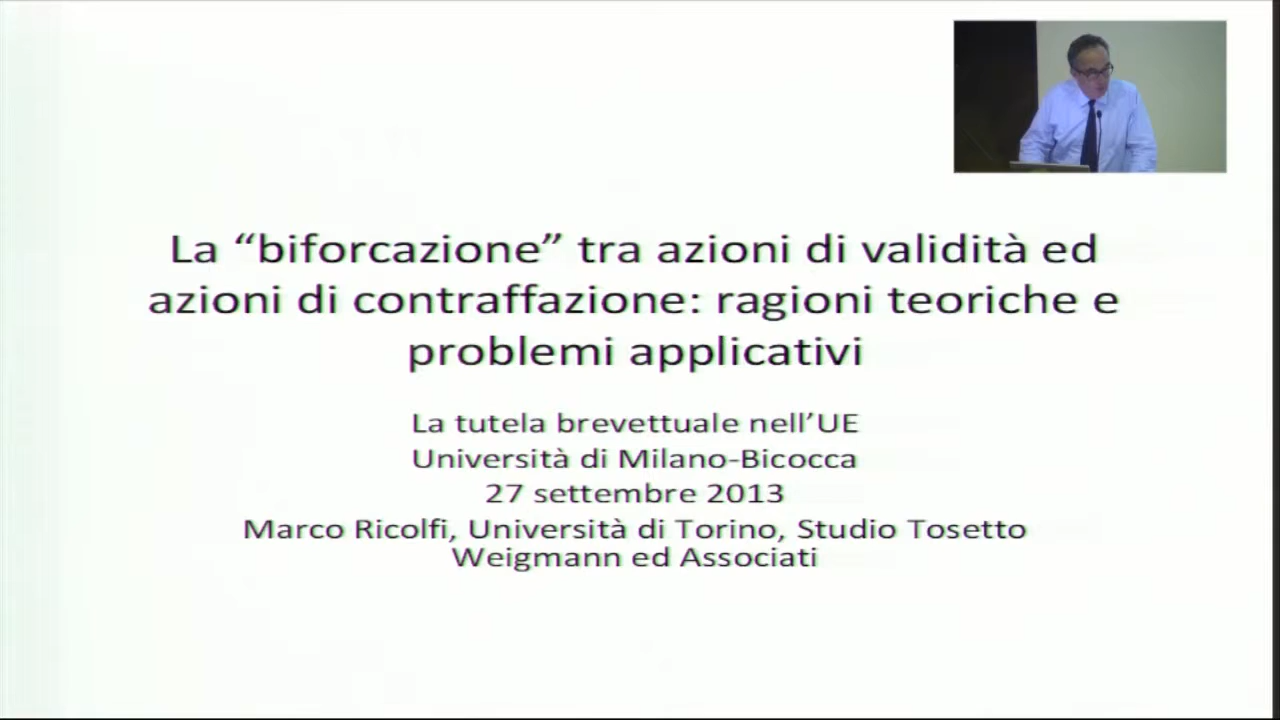 La “biforcazione” tra azioni di validità ed
azioni di contraffazione: ragioni teoriche e
problemi applicativi
La tutela brevettuale nell’UE
Università di Milano-Bicocca
27 settembre 2013
Marco Ricolfi, Università di Torino, Studio Tosetto
Weigmann ed Associati